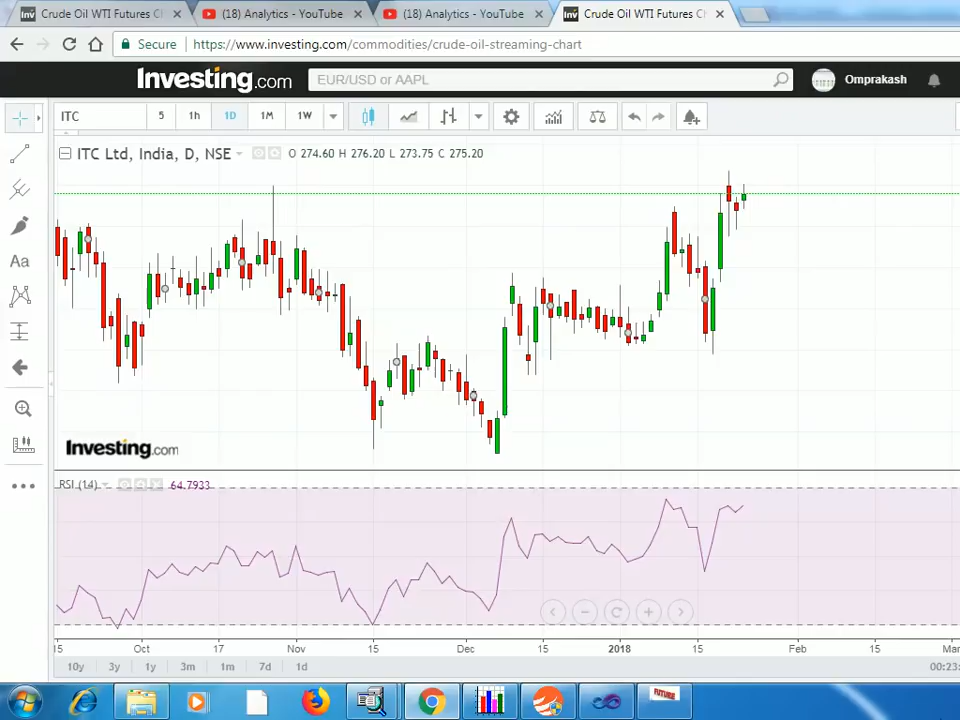 Crude Oil WTI Futures C
(18) Analytics - YouTube
(18) Analytics - YouTube
Crude Oil WTI Futures C
Secure
https://www.investing.com/commodities/crude-oil-streaming-chart
Investing.com
EUR/USD or AAPL
Omprakash
ITC 5 1h 1D 1M 1W
ITC Ltd, India, D, NSE
O 274.60 H 276.20 L 273.75 C 275.20
Aa
Investing.com
RSI (14) 64.7933
15 Oct 17 Nov 15 Dec 15 2018 15 Feb 15 Mar
10y 3y 1y 3m 1m 7d 1d
00:23:
FUTURE